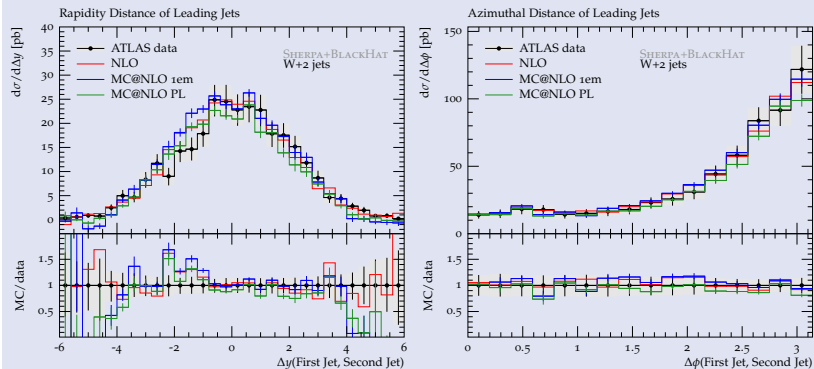 Rapidity Distance of Leading Jets
dσ/dΔy [pb]
40
35
30
25
20
15
10
5
0
ATLAS data
NLO
MC@NLO 1em
MC@NLO PL
SHERPA+BLACKHAT
W+2 jets
MC/data
1.5
1
0.5
-6 -4 -2 0 2 4 6
Δy(First Jet, Second Jet)
Azimuthal Distance of Leading Jets
dσ/dΔϕ [pb]
150
100
50
0
ATLAS data
NLO
MC@NLO 1em
MC@NLO PL
SHERPA+BLACKHAT
W+2 jets
MC/data
1.5
1
0.5
0 0.5 1 1.5 2 2.5 3
Δϕ(First Jet, Second Jet)